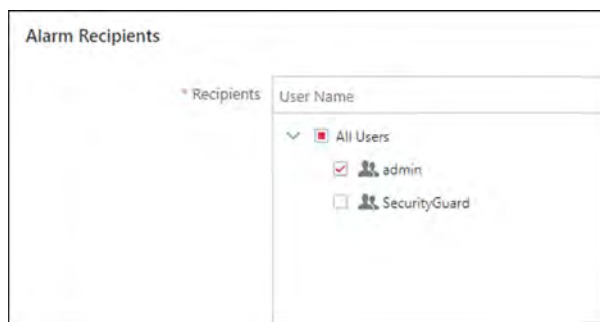 Alarm Recipients
* Recipients
User Name
All Users
admin
SecurityGuard